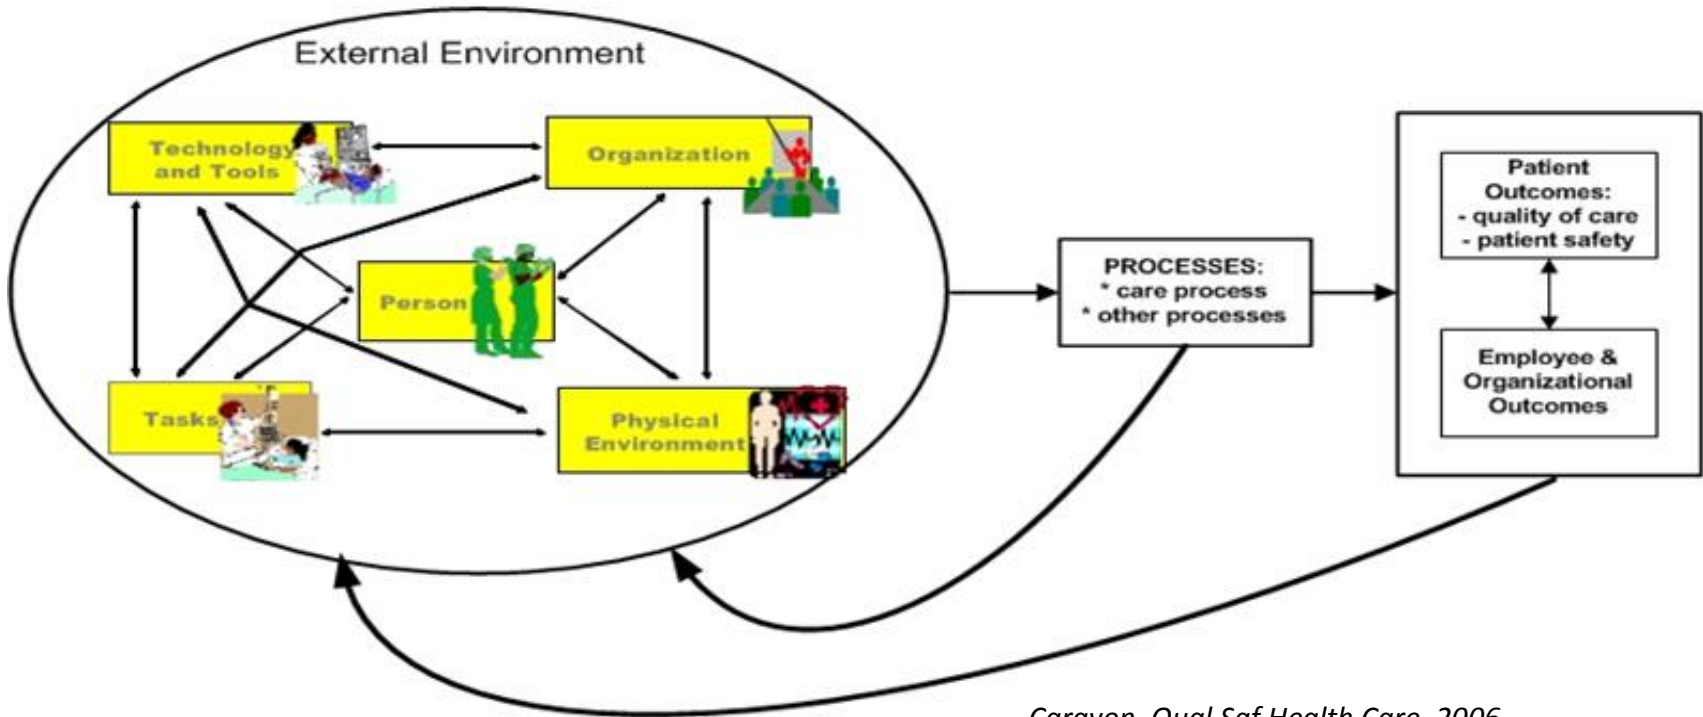 External Environment
Technology
and Tools
Organization
Person
Tasks
Physical
Environment
PROCESSES:
* care process
* other processes
Patient
Outcomes:
- quality of care
- patient safety
Employee &
Organizational
Outcomes
Carayon, Qual Saf Health Care, 2006